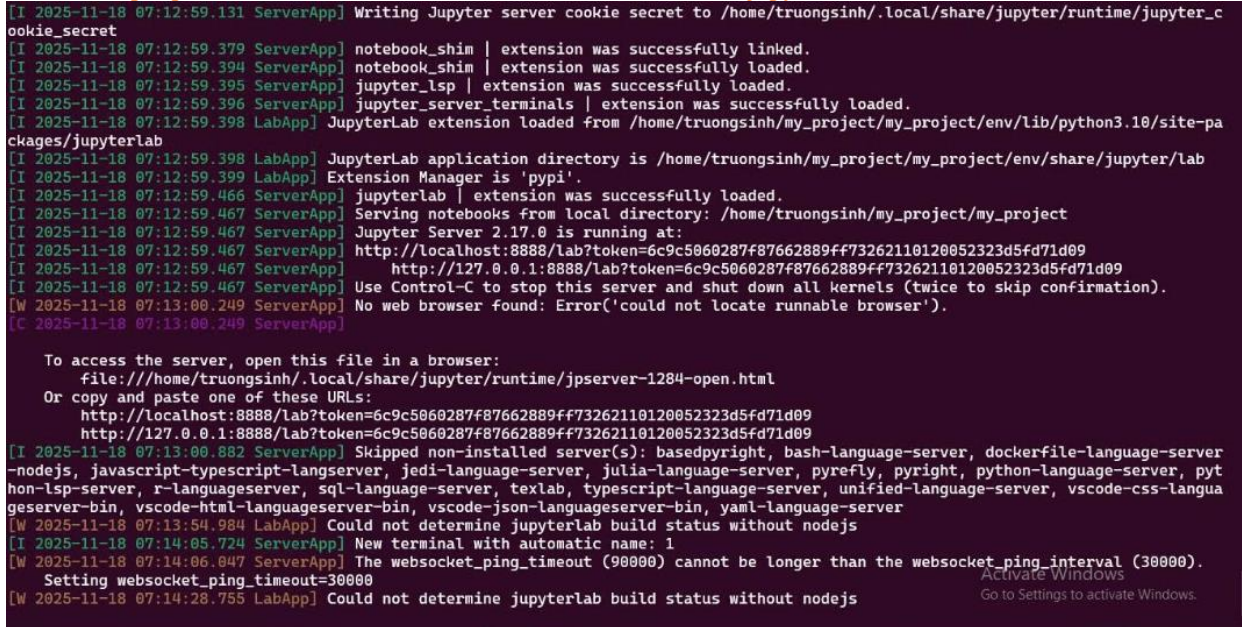 [I 2025-11-18 07:12:59.131 ServerApp] Writing Jupyter server cookie secret to /home/truongsinh/.local/share/jupyter/runtime/jupyter_c
ookie_secret
[I 2025-11-18 07:12:59.379 ServerApp] notebook_shim | extension was successfully linked.
[I 2025-11-18 07:12:59.394 ServerApp] notebook_shim | extension was successfully loaded.
[I 2025-11-18 07:12:59.395 ServerApp] jupyter_lsp | extension was successfully loaded.
[I 2025-11-18 07:12:59.396 ServerApp] jupyter_server_terminals | extension was successfully loaded.
[I 2025-11-18 07:12:59.398 LabApp] JupyterLab extension loaded from /home/truongsinh/my_project/my_project/env/lib/python3.10/site-pa
ckages/jupyterlab
[I 2025-11-18 07:12:59.398 LabApp] JupyterLab application directory is /home/truongsinh/my_project/my_project/env/share/jupyter/lab
[I 2025-11-18 07:12:59.399 LabApp] Extension Manager is 'pypi'.
[I 2025-11-18 07:12:59.466 ServerApp] jupyterlab | extension was successfully loaded.
[I 2025-11-18 07:12:59.467 ServerApp] Serving notebooks from local directory: /home/truongsinh/my_project/my_project
[I 2025-11-18 07:12:59.467 ServerApp] Jupyter Server 2.17.0 is running at:
[I 2025-11-18 07:12:59.467 ServerApp] http://localhost:8888/lab?token=6c9c5060287f87662889ff73262110120052323d5fd71d09
[I 2025-11-18 07:12:59.467 ServerApp]     http://127.0.0.1:8888/lab?token=6c9c5060287f87662889ff73262110120052323d5fd71d09
[I 2025-11-18 07:12:59.467 ServerApp] Use Control-C to stop this server and shut down all kernels (twice to skip confirmation).
[W 2025-11-18 07:13:00.249 ServerApp] No web browser found: Error('could not locate runnable browser').
[C 2025-11-18 07:13:00.249 ServerApp]
To access the server, open this file in a browser:
file:///home/truongsinh/.local/share/jupyter/runtime/jpserver-1284-open.html
Or copy and paste one of these URLs:
http://localhost:8888/lab?token=6c9c5060287f87662889ff73262110120052323d5fd71d09
http://127.0.0.1:8888/lab?token=6c9c5060287f87662889ff73262110120052323d5fd71d09
[I 2025-11-18 07:13:00.882 ServerApp] Skipped non-installed server(s): basedpyright, bash-language-server, dockerfile-language-server
-nodejs, javascript-typescript-langserver, jedi-language-server, julia-language-server, pyrefly, pyright, python-language-server, pyt
hon-lsp-server, r-languageserver, sql-language-server, texlab, typescript-language-server, unified-language-server, vscode-css-langua
geserver-bin, vscode-html-languageserver-bin, vscode-json-languageserver-bin, yaml-language-server
[W 2025-11-18 07:13:54.984 LabApp] Could not determine jupyterlab build status without nodejs
[I 2025-11-18 07:14:05.724 ServerApp] New terminal with automatic name: 1
[W 2025-11-18 07:14:06.047 ServerApp] The websocket_ping_timeout (90000) cannot be longer than the websocket_ping_interval (30000).
Setting websocket_ping_timeout=30000
[W 2025-11-18 07:14:28.755 LabApp] Could not determine jupyterlab build status without nodejs
Activate Windows
Go to Settings to activate Windows.